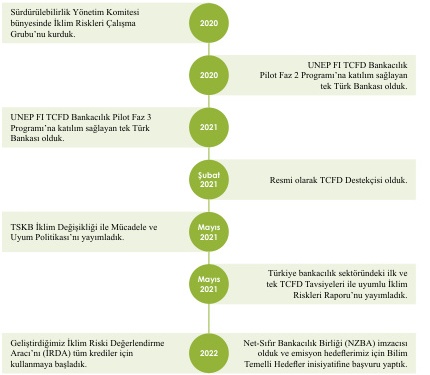 Sürdürülebilirlik Yönetim Komitesi
bünyesinde İklim Riskleri Çalışma
Grubu’nu kurduk.
2020
2020
UNEP FI TCFD Bankacılık
Pilot Faz 2 Programı’na katılım sağlayan
tek Türk Bankası olduk.
UNEP FI TCFD Bankacılık Pilot Faz 3
Programı’na katılım sağlayan tek Türk
Bankası olduk.
2021
Şubat
2021
Resmi olarak TCFD Destekçisi olduk.
TSKB İklim Değişikliği ile Mücadele ve
Uyum Politikası’nı yayımladık.
Mayıs
2021
Mayıs
2021
Türkiye bankacılık sektöründeki ilk ve
tek TCFD Tavsiyeleri ile uyumlu İklim
Riskleri Raporu’nu yayımladık.
Geliştirdiğimiz İklim Riski Değerlendirme
Aracı’nı (İRDA) tüm krediler için
kullanmaya başladık.
2022
Net-Sıfır Bankacılık Birliği (NZBA) imzacısı
olduk ve emisyon hedeflerimiz için Bilim
Temelli Hedefler inisiyatifine başvuru yaptık.